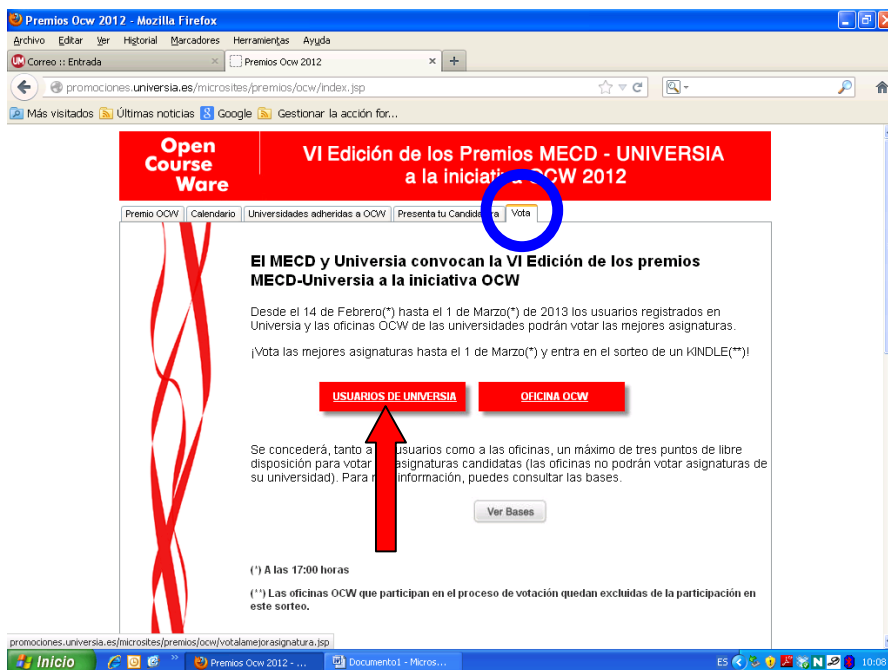 Premios Ocw 2012 - Mozilla Firefox
Archivo Editar Ver Historial Marcadores Herramientas Ayuda
Correo :: Entrada
Premios Ocw 2012
promociones.universia.es/microsites/premios/ocw/index.jsp
Más visitados Últimas noticias Google Gestionar la acción for...
Open
Course
Ware
VI Edición de los Premios MECD - UNIVERSIA
a la iniciativa OCW 2012
Premio OCW Calendario Universidades adheridas a OCW Presenta tu Candidatura Vota
El MECD y Universia convocan la VI Edición de los premios
MECD-Universia a la iniciativa OCW
Desde el 14 de Febrero(*) hasta el 1 de Marzo(*) de 2013 los usuarios registrados en
Universia y las oficinas OCW de las universidades podrán votar las mejores asignaturas.
¡Vota las mejores asignaturas hasta el 1 de Marzo(*) y entra en el sorteo de un KINDLE(**)!
USUARIOS DE UNIVERSIA OFICINA OCW
Se concederá, tanto a usuarios como a las oficinas, un máximo de tres puntos de libre
disposición para votar asignaturas candidatas (las oficinas no podrán votar asignaturas de
su universidad). Para información, puedes consultar las bases.
Ver Bases
(*) A las 17:00 horas
(**) Las oficinas OCW que participan en el proceso de votación quedan excluidas de la participación en
este sorteo.
promociones.universia.es/microsites/premios/ocw/votalamejorasignatura.jsp
Inicio
Premios Ocw 2012 - ...
Documento1 - Micros...
ES
10:08